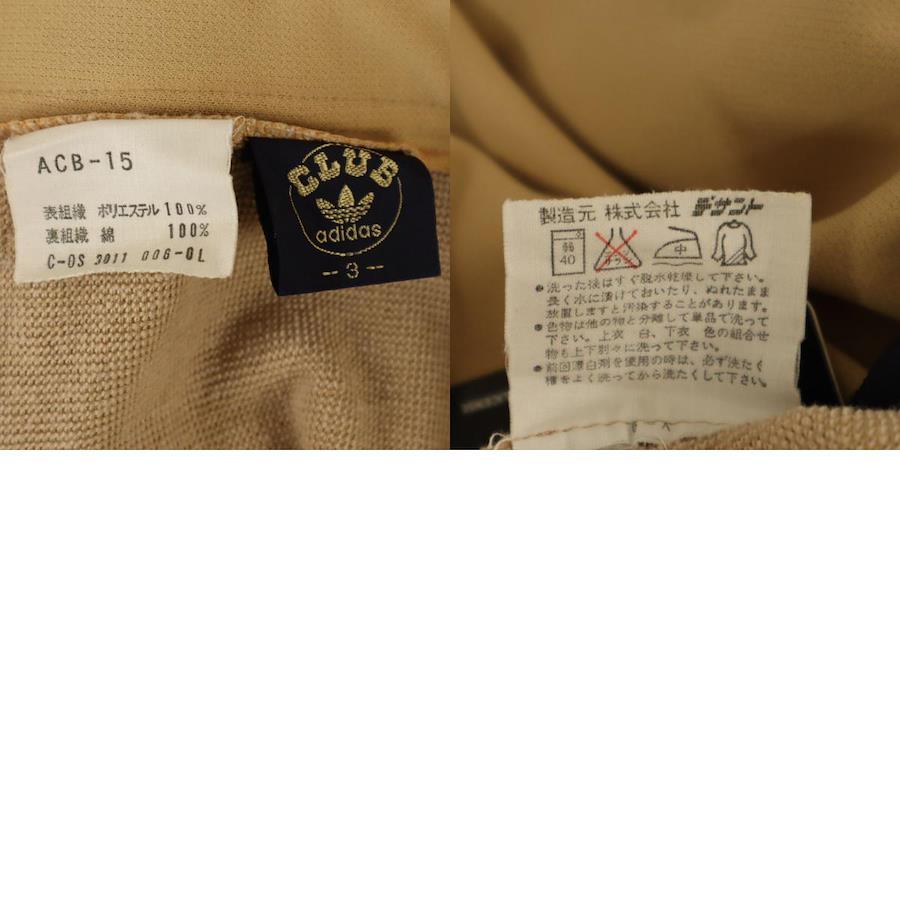 ACB-15
表組織 ポリエステル 100%
裏組織 綿 100%
C-OS 3011 006-0L
CLUB
adidas
-- 3 --
製造元 株式会社 デサント
弱
40
中
●洗った後はすぐ脱水乾燥して下さい。
長く水に漬けておいたり、ぬれたまま
放置しますと汚染することがあります。
●色物は他の物と分離して単品で洗って
下さい。上衣 白、下衣 色の組合せ
物も上下別々に洗って下さい。
●前回漂白剤を使用の時は、必ず洗たく
槽をよく洗ってから洗たくして下さい。